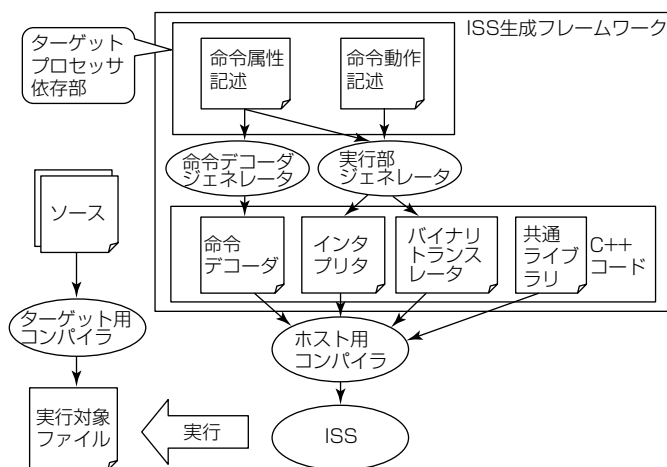 ISS生成フレームワーク
ターゲット
プロセッサ
依存部
命令属性
記述
命令動作
記述
命令デコーダ
ジェネレータ
実行部
ジェネレータ
ソース
命令
デコーダ
インタ
プリタ
バイナリ
トランス
レータ
共通
ライブ
ラリ
C++
コード
ターゲット用
コンパイラ
ホスト用
コンパイラ
実行対象
ファイル
実行
ISS